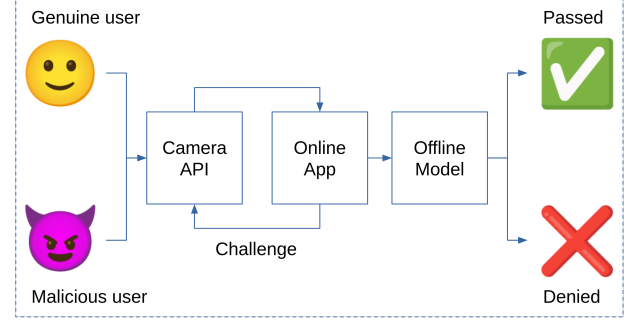 Genuine user
Passed
Camera
API
Online
App
Offline
Model
Challenge
Malicious user
Denied